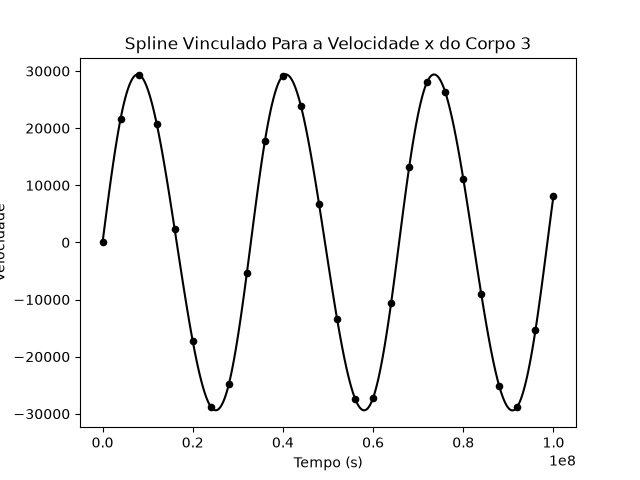 Spline Vinculado Para a Velocidade x do Corpo 3
30000
20000
10000
0
−10000
−20000
−30000
Velocidade
0.0 0.2 0.4 0.6 0.8 1.0
1e8
Tempo (s)